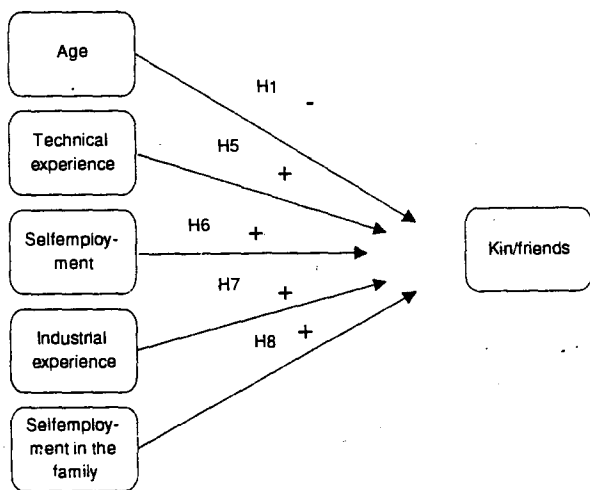 Age
H1
-
Technical
experience
H5
+
Selfemploy-
ment
H6
+
Kin/friends
H7
+
Industrial
experience
H8
+
Selfemploy-
ment in the
family